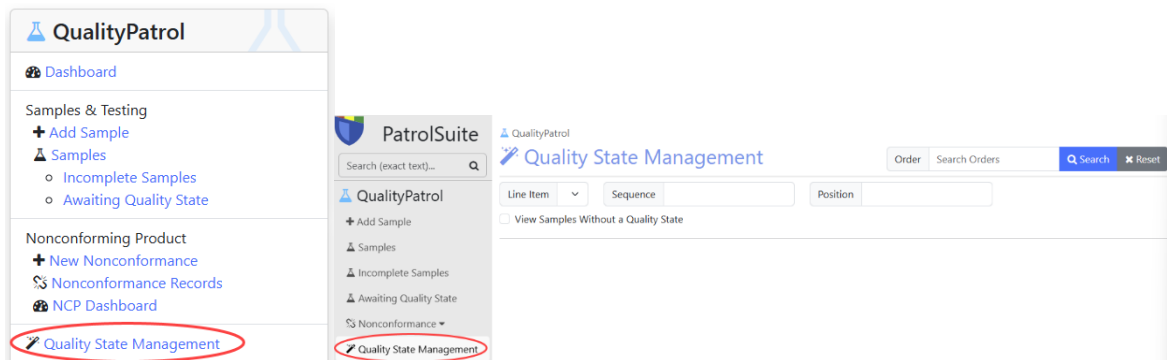 QualityPatrol
Dashboard
Samples & Testing
Add Sample
Samples
Incomplete Samples
Awaiting Quality State
Nonconforming Product
New Nonconformance
Nonconformance Records
NCP Dashboard
Quality State Management
PatrolSuite
Search (exact text)...
QualityPatrol
Add Sample
Samples
Incomplete Samples
Awaiting Quality State
Nonconformance
Quality State Management
QualityPatrol
Quality State Management
Order Search Orders Search Reset
Line Item Sequence Position
View Samples Without a Quality State